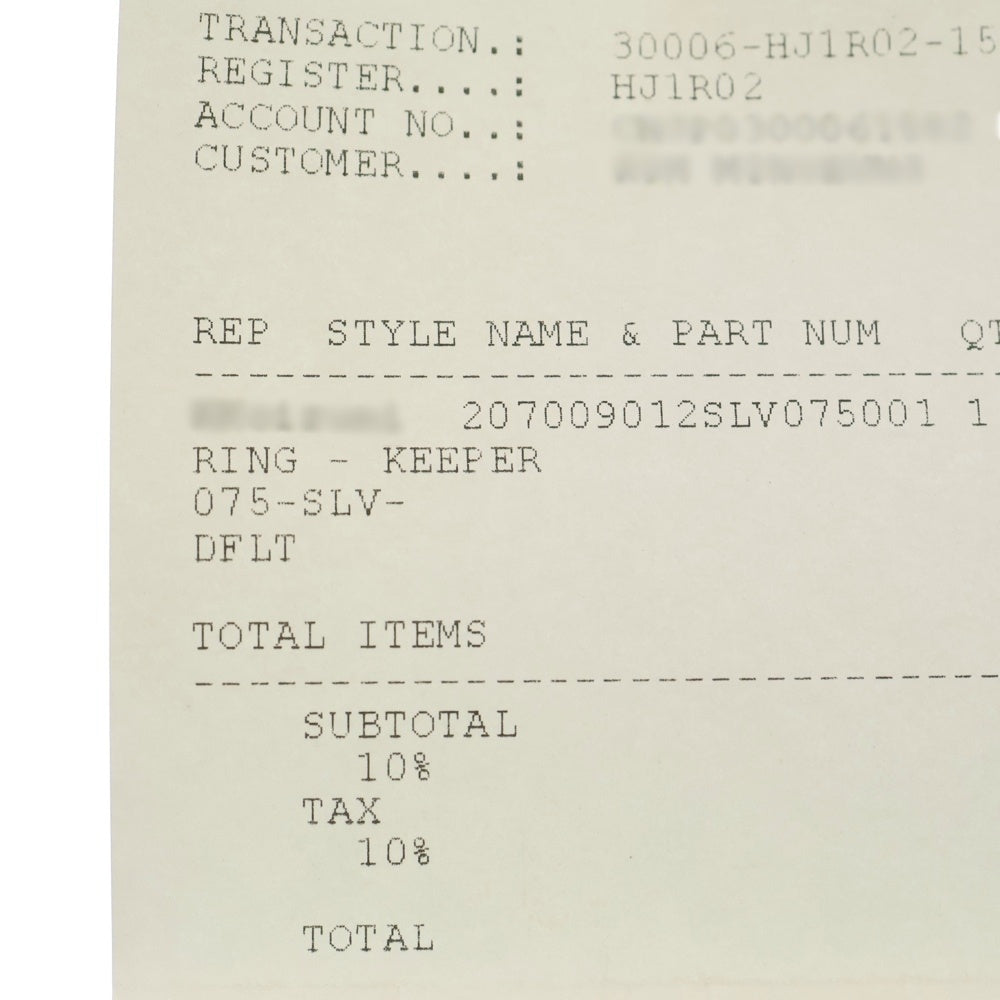 TRANSACTION.: 30006-HJ1R02-15
REGISTER....: HJ1R02
ACCOUNT NO..:
CUSTOMER....:
REP STYLE NAME & PART NUM QT
--------------------------------
207009012SLV075001 1
RING - KEEPER
075-SLV-
DFLT
TOTAL ITEMS
--------------------------------
SUBTOTAL
10%
TAX
10%
TOTAL